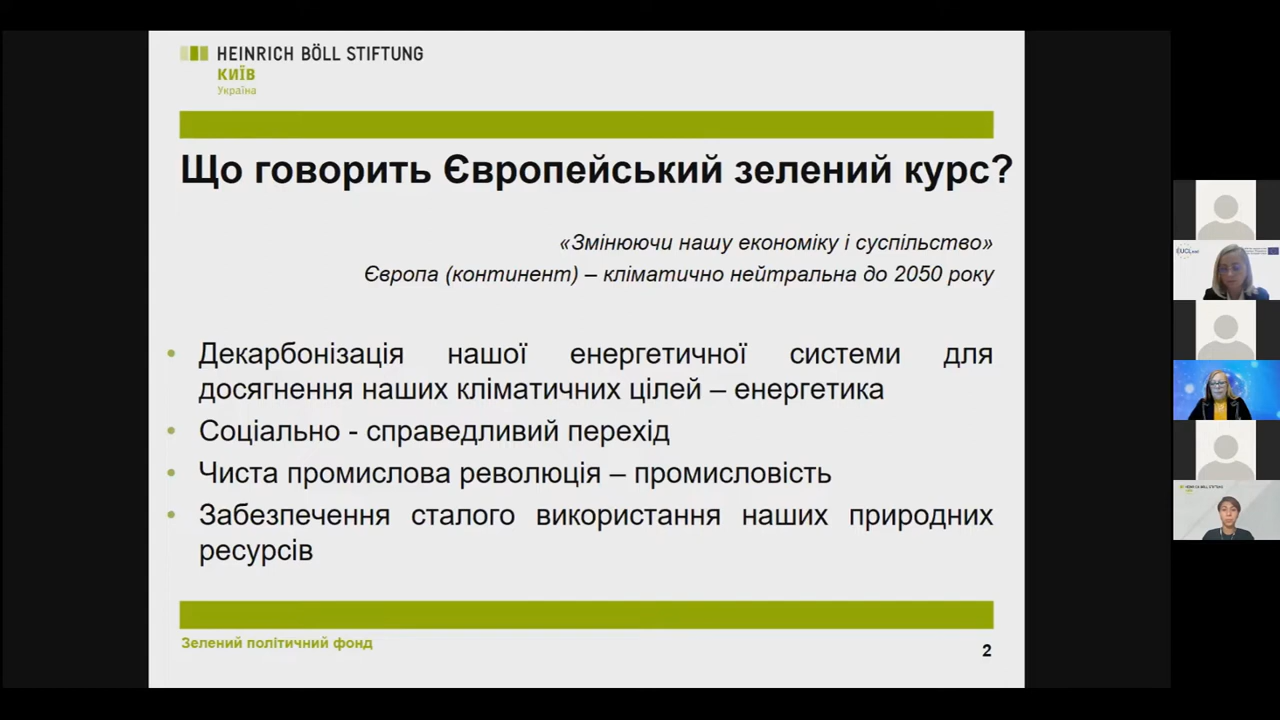 HEINRICH BÖLL STIFTUNG
КИЇВ
Україна
Що говорить Європейський зелений курс?
«Змінюючи нашу економіку і суспільство»
Європа (континент) – кліматично нейтральна до 2050 року
• Декарбонізація нашої енергетичної системи для
досягнення наших кліматичних цілей – енергетика
• Соціально - справедливий перехід
• Чиста промислова революція – промисловість
• Забезпечення сталого використання наших природних
ресурсів
Зелений політичний фонд
2